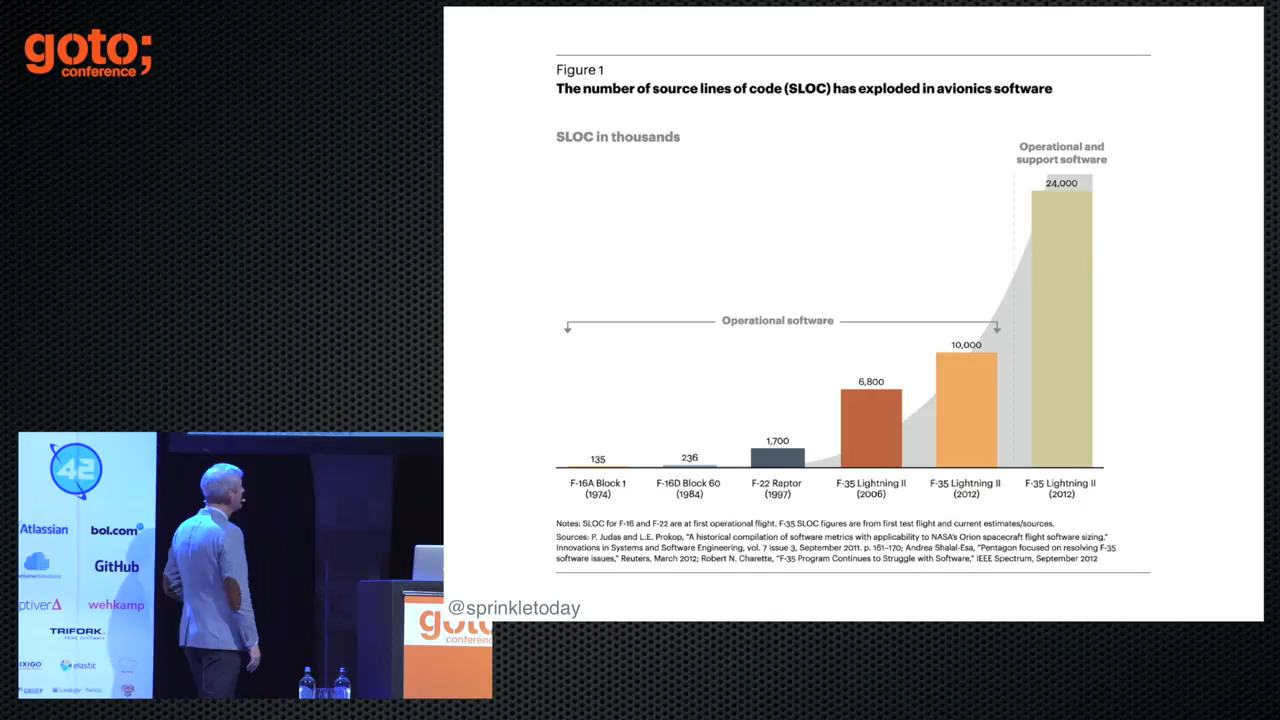 goto;
conference
Figure 1
The number of source lines of code (SLOC) has exploded in avionics software
SLOC in thousands
Operational and
support software
24,000
Operational software
10,000
6,800
1,700
135
236
F-16A Block 1
(1974)
F-16D Block 60
(1984)
F-22 Raptor
(1997)
F-35 Lightning II
(2006)
F-35 Lightning II
(2012)
F-35 Lightning II
(2012)
Notes: SLOC for F-16 and F-22 are at first operational flight. F-35 SLOC figures are from first test flight and current estimates/sources.
Sources: P. Judas and L.E. Prokop, "A historical compilation of software metrics with applicability to NASA's Orion spacecraft flight software sizing,"
Innovations in Systems and Software Engineering, vol. 7 issue 3, September 2011. p. 161–170; Andrea Shalal-Esa, "Pentagon focused on resolving F-35
software issues," Reuters, March 2012; Robert N. Charette, "F-35 Program Continues to Struggle with Software," IEEE Spectrum, September 2012
@sprinkletoday
42
Atlassian
bol.com
GitHub
ptiver
wehkamp
TRIFORK
IXIGO
elastic
goto
conference